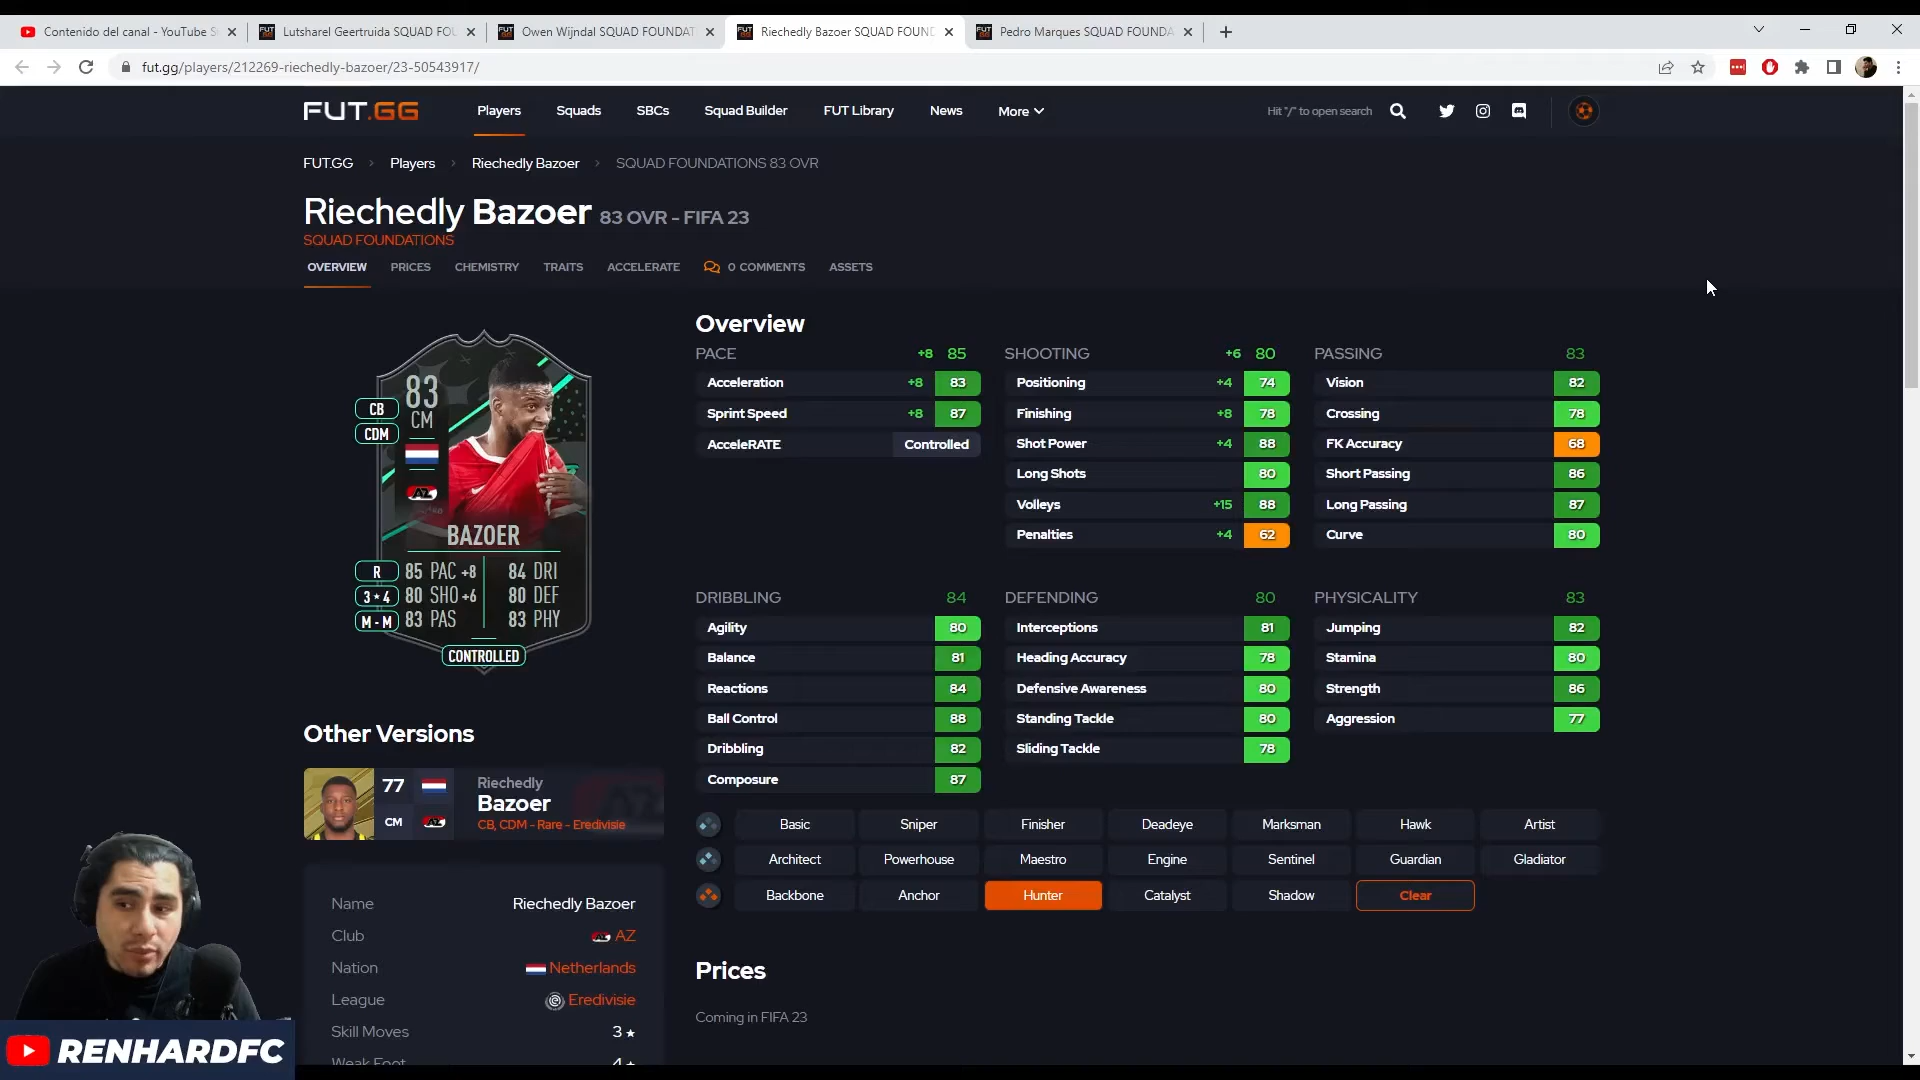 Contenido del canal - YouTube S
Lutsharel Geertruida SQUAD FOU
Owen Wijndal SQUAD FOUNDAT
Riechedly Bazoer SQUAD FOUND
Pedro Marques SQUAD FOUNDA
fut.gg/players/212269-riechedly-bazoer/23-50543917/
FUT.GG
Players
Squads
SBCs
Squad Builder
FUT Library
News
More
Hit "/" to open search
FUT.GG > Players > Riechedly Bazoer > SQUAD FOUNDATIONS 83 OVR
Riechedly Bazoer 83 OVR - FIFA 23
SQUAD FOUNDATIONS
OVERVIEW PRICES CHEMISTRY TRAITS ACCELERATE 0 COMMENTS ASSETS
83
CM
CB
CDM
AZ
BAZOER
R
3★4
M - M
85 PAC +8 84 DRI
80 SHO +6 80 DEF
83 PAS 83 PHY
CONTROLLED
Other Versions
77
CM
Riechedly
Bazoer
CB, CDM - Rare - Eredivisie
Name Riechedly Bazoer
Club AZ
Nation Netherlands
League Eredivisie
Skill Moves 3 ★
Weak Foot 4 ★
Overview
PACE +8 85
Acceleration +8 83
Sprint Speed +8 87
AcceleRATE Controlled
SHOOTING +6 80
Positioning +4 74
Finishing +8 78
Shot Power +4 88
Long Shots 80
Volleys +15 88
Penalties +4 62
PASSING 83
Vision 82
Crossing 78
FK Accuracy 68
Short Passing 86
Long Passing 87
Curve 80
DRIBBLING 84
Agility 80
Balance 81
Reactions 84
Ball Control 88
Dribbling 82
Composure 87
DEFENDING 80
Interceptions 81
Heading Accuracy 78
Defensive Awareness 80
Standing Tackle 80
Sliding Tackle 78
PHYSICALITY 83
Jumping 82
Stamina 80
Strength 86
Aggression 77
Basic Sniper Finisher Deadeye Marksman Hawk Artist
Architect Powerhouse Maestro Engine Sentinel Guardian Gladiator
Backbone Anchor Hunter Catalyst Shadow Clear
Prices
Coming in FIFA 23
RENHARDFC